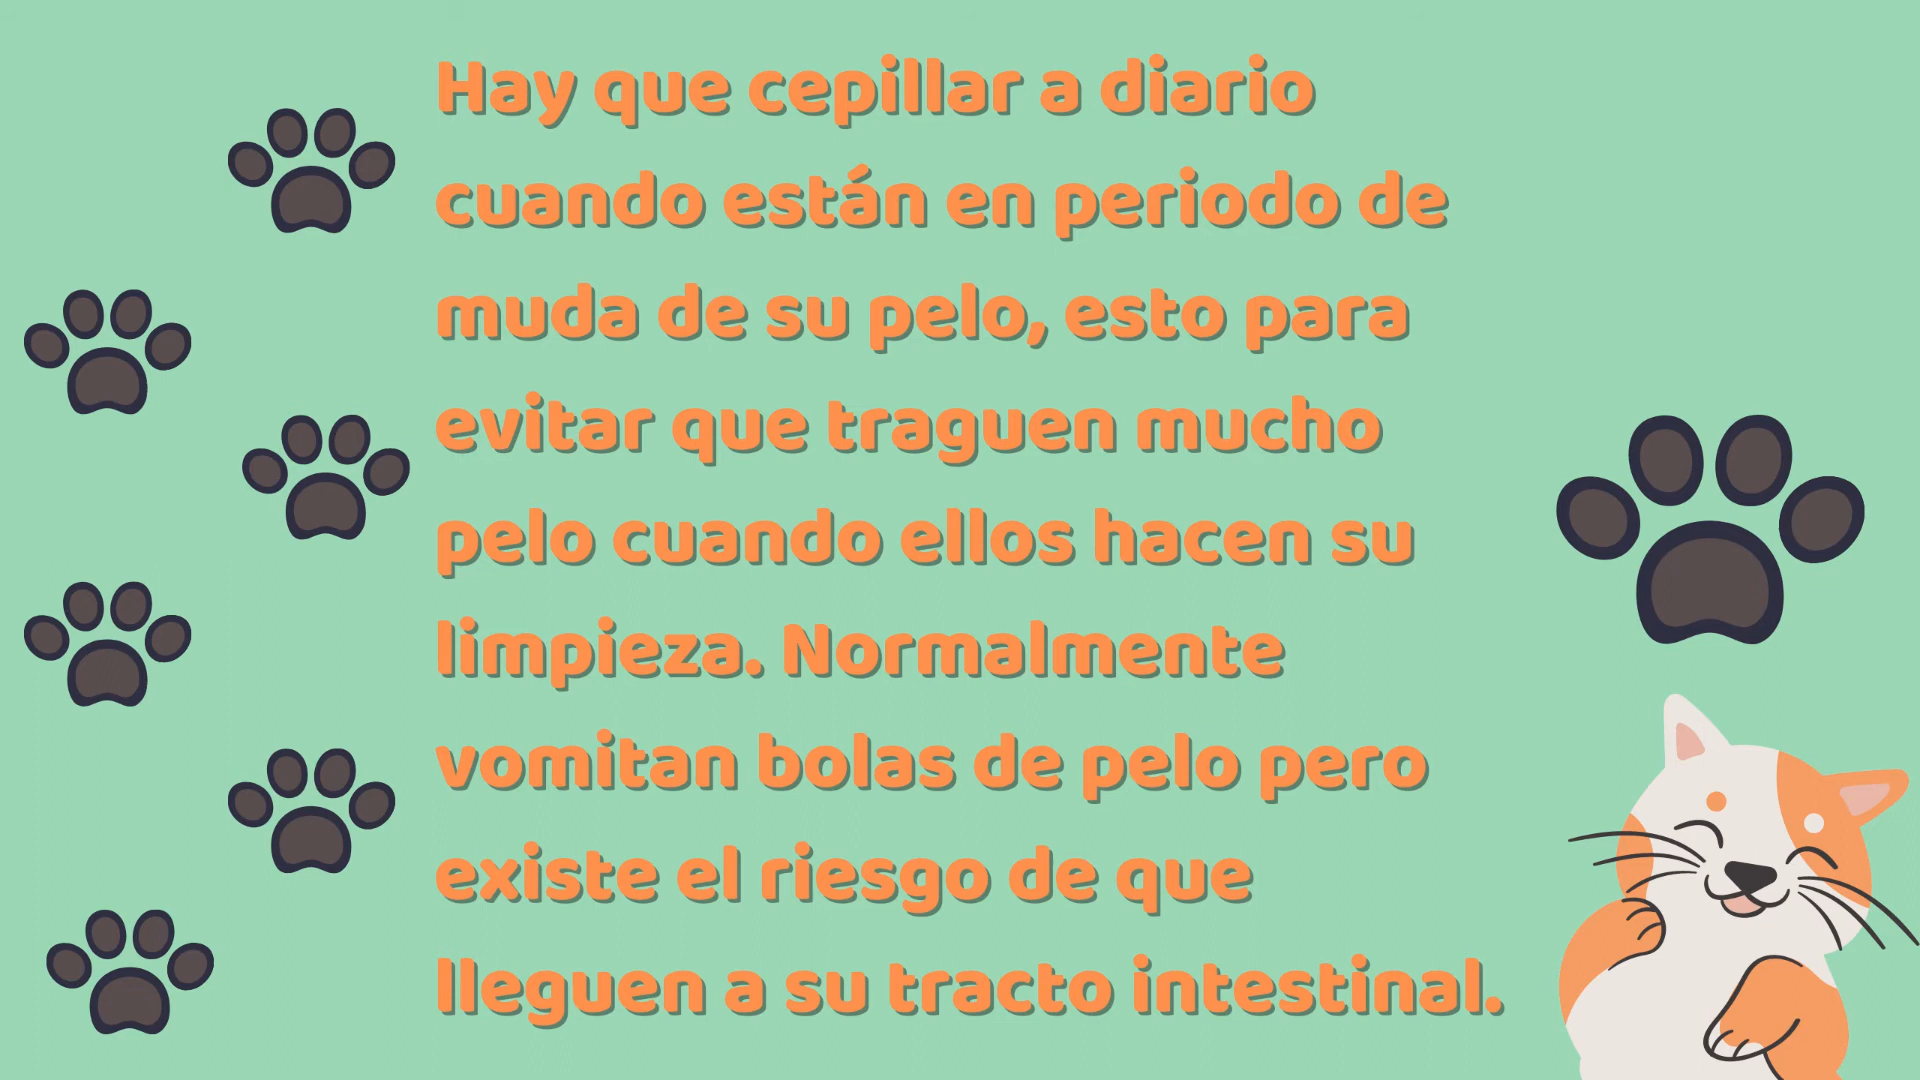 Hay que cepillar a diario
cuando están en periodo de
muda de su pelo, esto para
evitar que traguen mucho
pelo cuando ellos hacen su
limpieza. Normalmente
vomitan bolas de pelo pero
existe el riesgo de que
lleguen a su tracto intestinal.